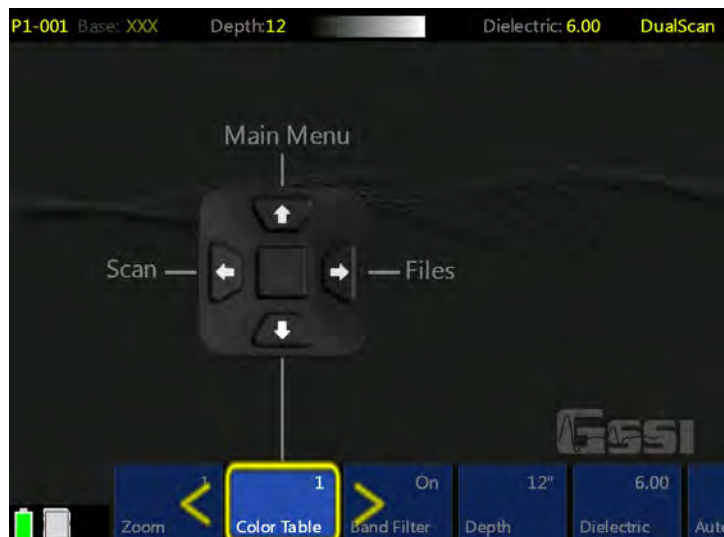 P1-001 Base: XXX Depth:12 Dielectric: 6.00 DualScan
Main Menu
Scan Files
GSSI
1 1 On 12" 6.00
Zoom Color Table Band Filter Depth Dielectric Aut